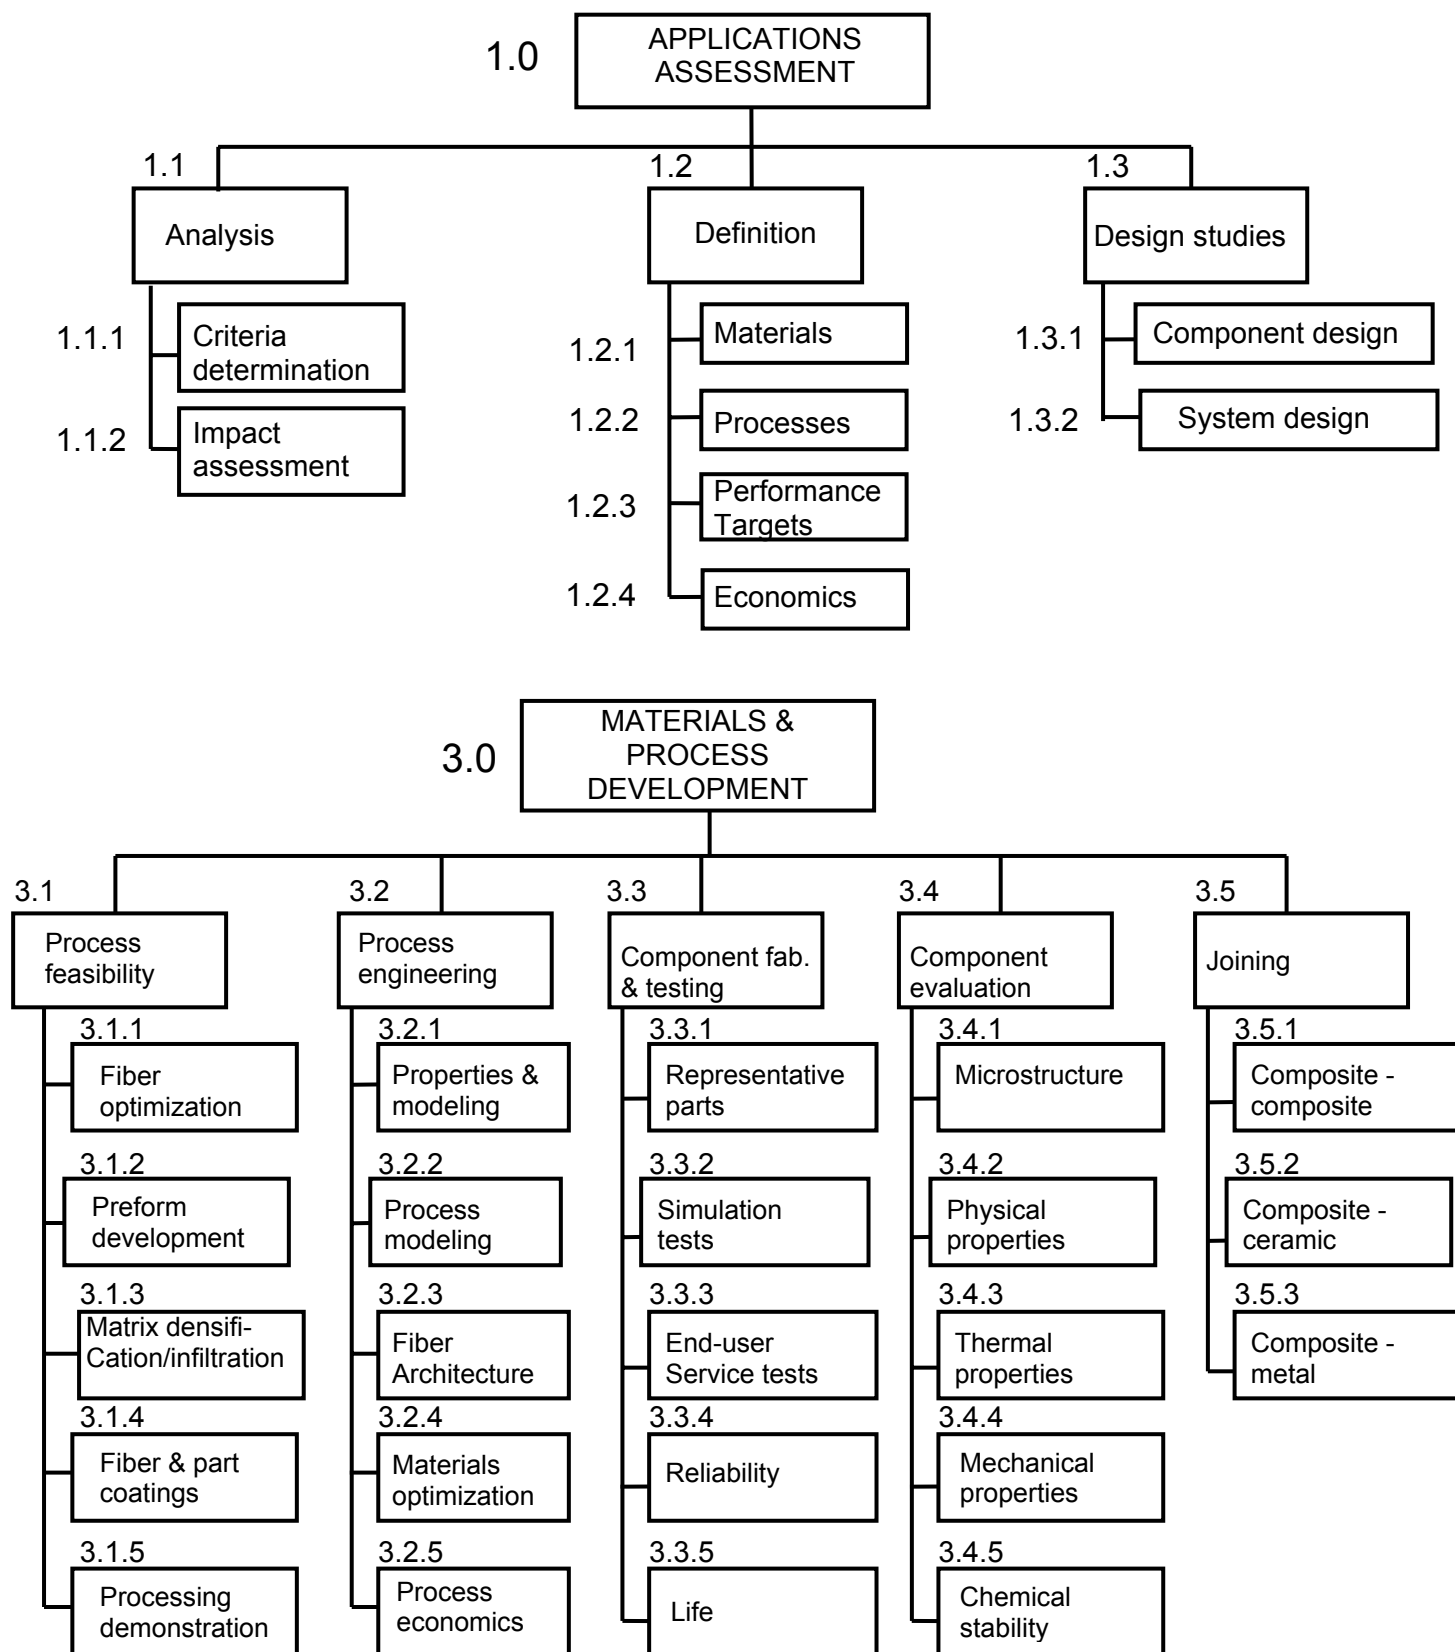 1.0
APPLICATIONS
ASSESSMENT
1.1
Analysis
1.1.1
Criteria
determination
1.1.2
Impact
assessment
1.2
Definition
1.2.1
Materials
1.2.2
Processes
1.2.3
Performance
Targets
1.2.4
Economics
1.3
Design studies
1.3.1
Component design
1.3.2
System design
3.0
MATERIALS &
PROCESS
DEVELOPMENT
3.1
Process
feasibility
3.1.1
Fiber
optimization
3.1.2
Preform
development
3.1.3
Matrix densifi-
Cation/infiltration
3.1.4
Fiber & part
coatings
3.1.5
Processing
demonstration
3.2
Process
engineering
3.2.1
Properties &
modeling
3.2.2
Process
modeling
3.2.3
Fiber
Architecture
3.2.4
Materials
optimization
3.2.5
Process
economics
3.3
Component fab.
& testing
3.3.1
Representative
parts
3.3.2
Simulation
tests
3.3.3
End-user
Service tests
3.3.4
Reliability
3.3.5
Life
3.4
Component
evaluation
3.4.1
Microstructure
3.4.2
Physical
properties
3.4.3
Thermal
properties
3.4.4
Mechanical
properties
3.4.5
Chemical
stability
3.5
Joining
3.5.1
Composite -
composite
3.5.2
Composite -
ceramic
3.5.3
Composite -
metal